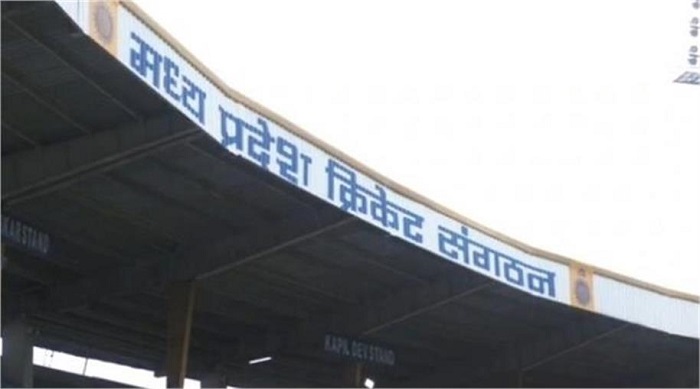 मध्य प्रदेश क्रिकेट संगठन
KAPIL DEV STAND